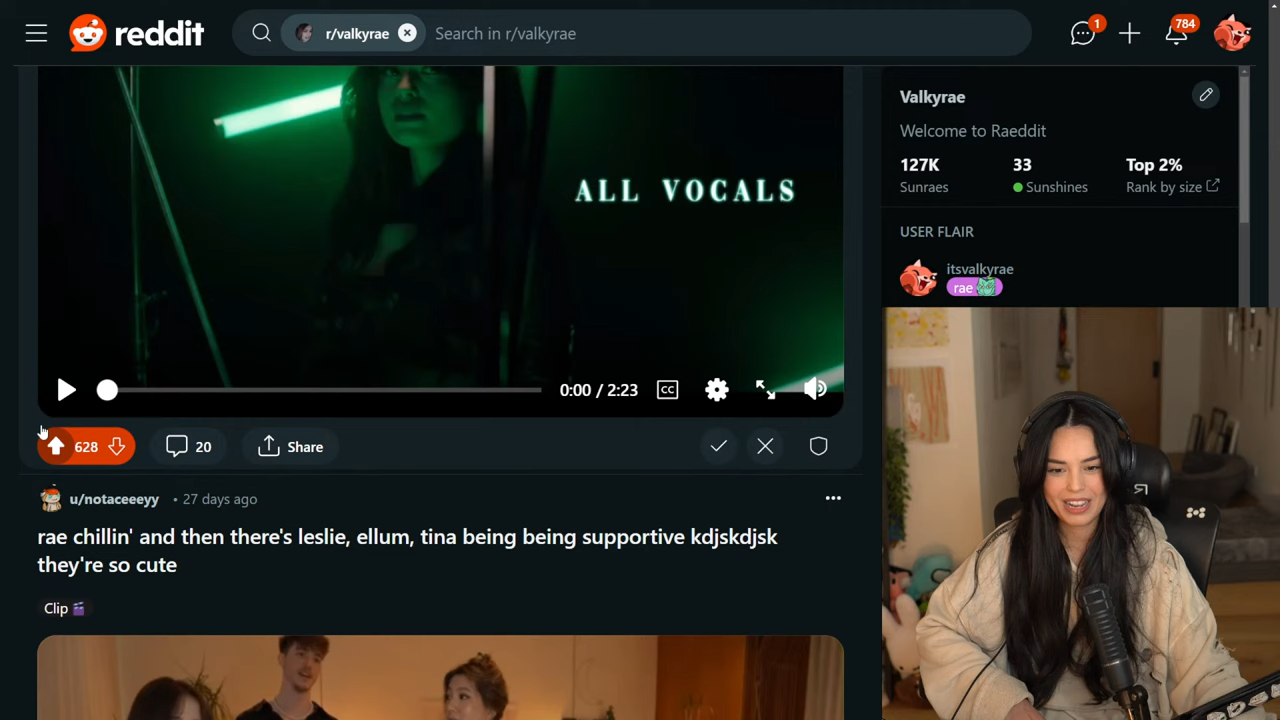 reddit
r/valkyrae
Search in r/valkyrae
1
784
ALL VOCALS
0:00 / 2:23
CC
628
20
Share
u/notaceeeyy • 27 days ago
rae chillin' and then there's leslie, ellum, tina being being supportive kdjskdjsk
they're so cute
Clip
Valkyrae
Welcome to Raeddit
127K
33
Top 2%
Sunraes
Sunshines
Rank by size
USER FLAIR
itsvalkyrae
rae